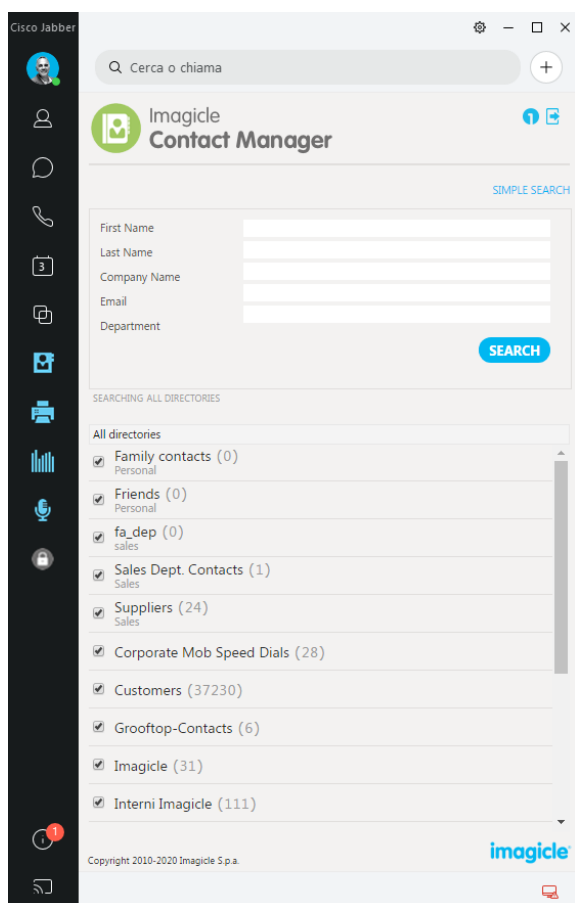 Cisco Jabber
Cerca o chiama
Imagicle
Contact Manager
1
SIMPLE SEARCH
First Name
Last Name
Company Name
Email
Department
SEARCH
3
SEARCHING ALL DIRECTORIES
All directories
Family contacts (0)
Personal
Friends (0)
Personal
fa_dep (0)
sales
Sales Dept. Contacts (1)
Sales
Suppliers (24)
Sales
Corporate Mob Speed Dials (28)
Customers (37230)
Grooftop-Contacts (6)
Imagicle (31)
Interni Imagicle (111)
1
Copyright 2010-2020 Imagicle S.p.a.
imagicle